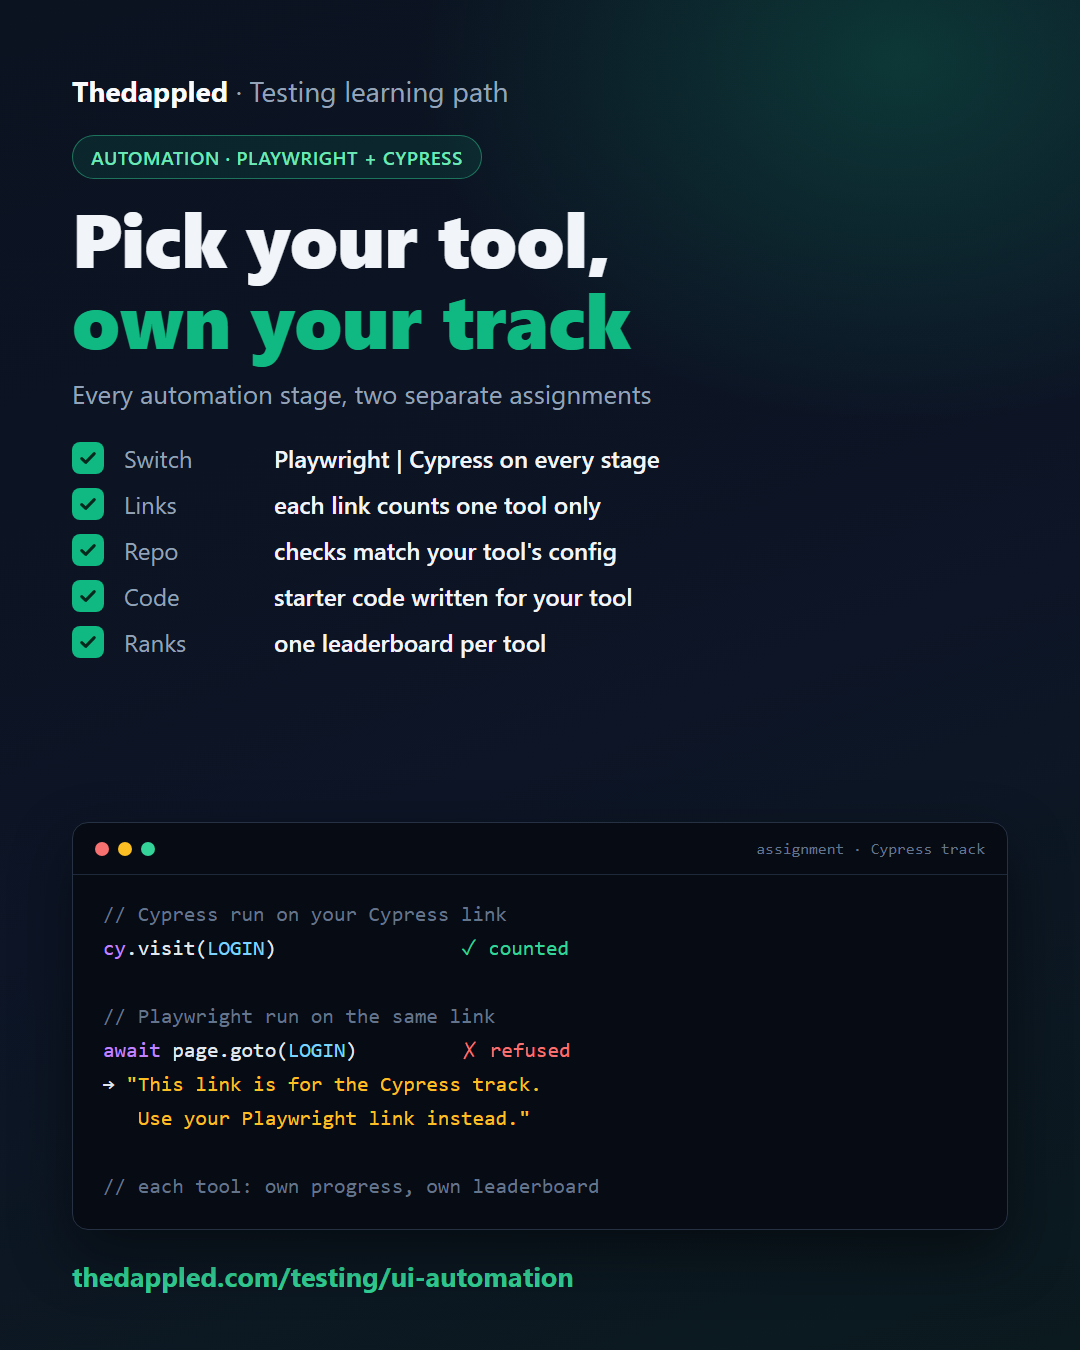 Thedappled · Testing learning path
AUTOMATION · PLAYWRIGHT + CYPRESS
Pick your tool,
own your track
Every automation stage, two separate assignments
Switch Playwright | Cypress on every stage
Links each link counts one tool only
Repo checks match your tool's config
Code starter code written for your tool
Ranks one leaderboard per tool
assignment · Cypress track
// Cypress run on your Cypress link
cy.visit(LOGIN) ✓ counted
// Playwright run on the same link
await page.goto(LOGIN) ✗ refused
→ "This link is for the Cypress track.
Use your Playwright link instead."
// each tool: own progress, own leaderboard
thedappled.com/testing/ui-automation